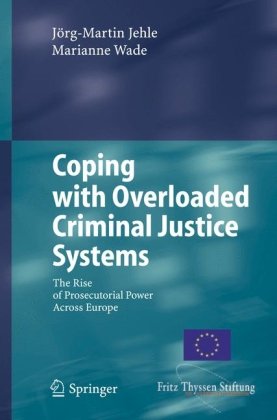 Jörg-Martin Jehle
Marianne Wade
Coping
with Overloaded
Criminal Justice
Systems
The Rise
of Prosecutorial Power
Across Europe
Springer
Fritz Thyssen Stiftung